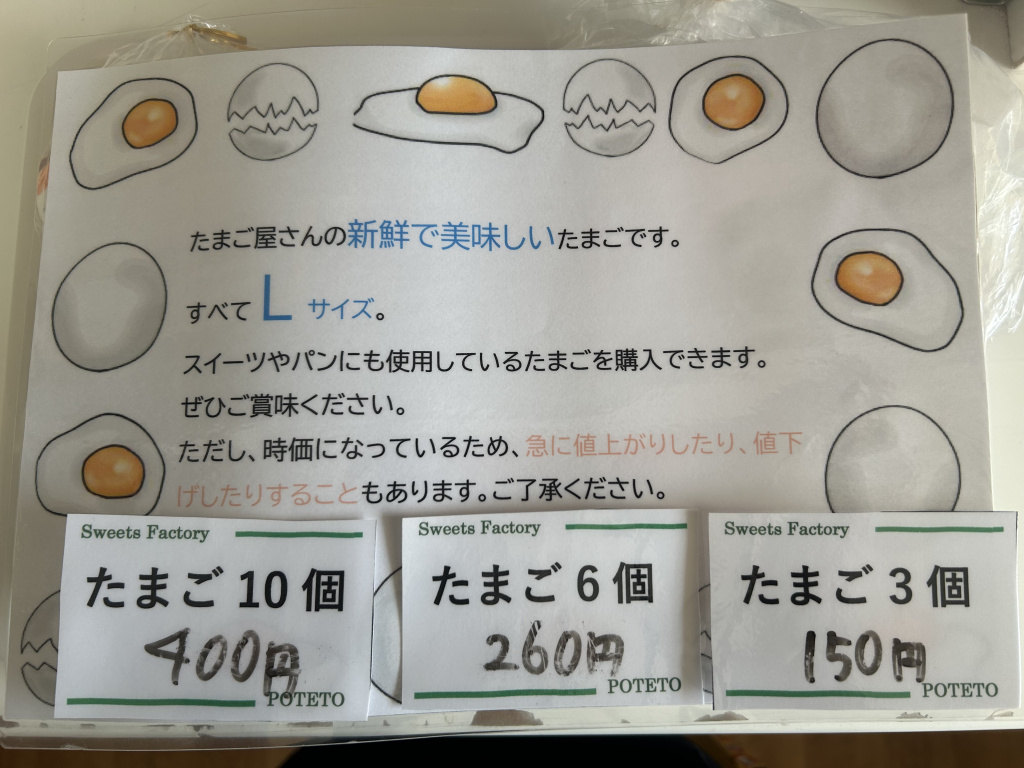 たまご屋さんの新鮮で美味しいたまごです。
すべて L サイズ。
スイーツやパンにも使用しているたまごを購入できます。
ぜひご賞味ください。
ただし、時価になっているため、急に値上がりしたり、値下
げしたりすることもあります。ご了承ください。
Sweets Factory
たまご 10 個
400円
POTETO
Sweets Factory
たまご 6 個
260円
POTETO
Sweets Factory
たまご 3 個
150円
POTETO